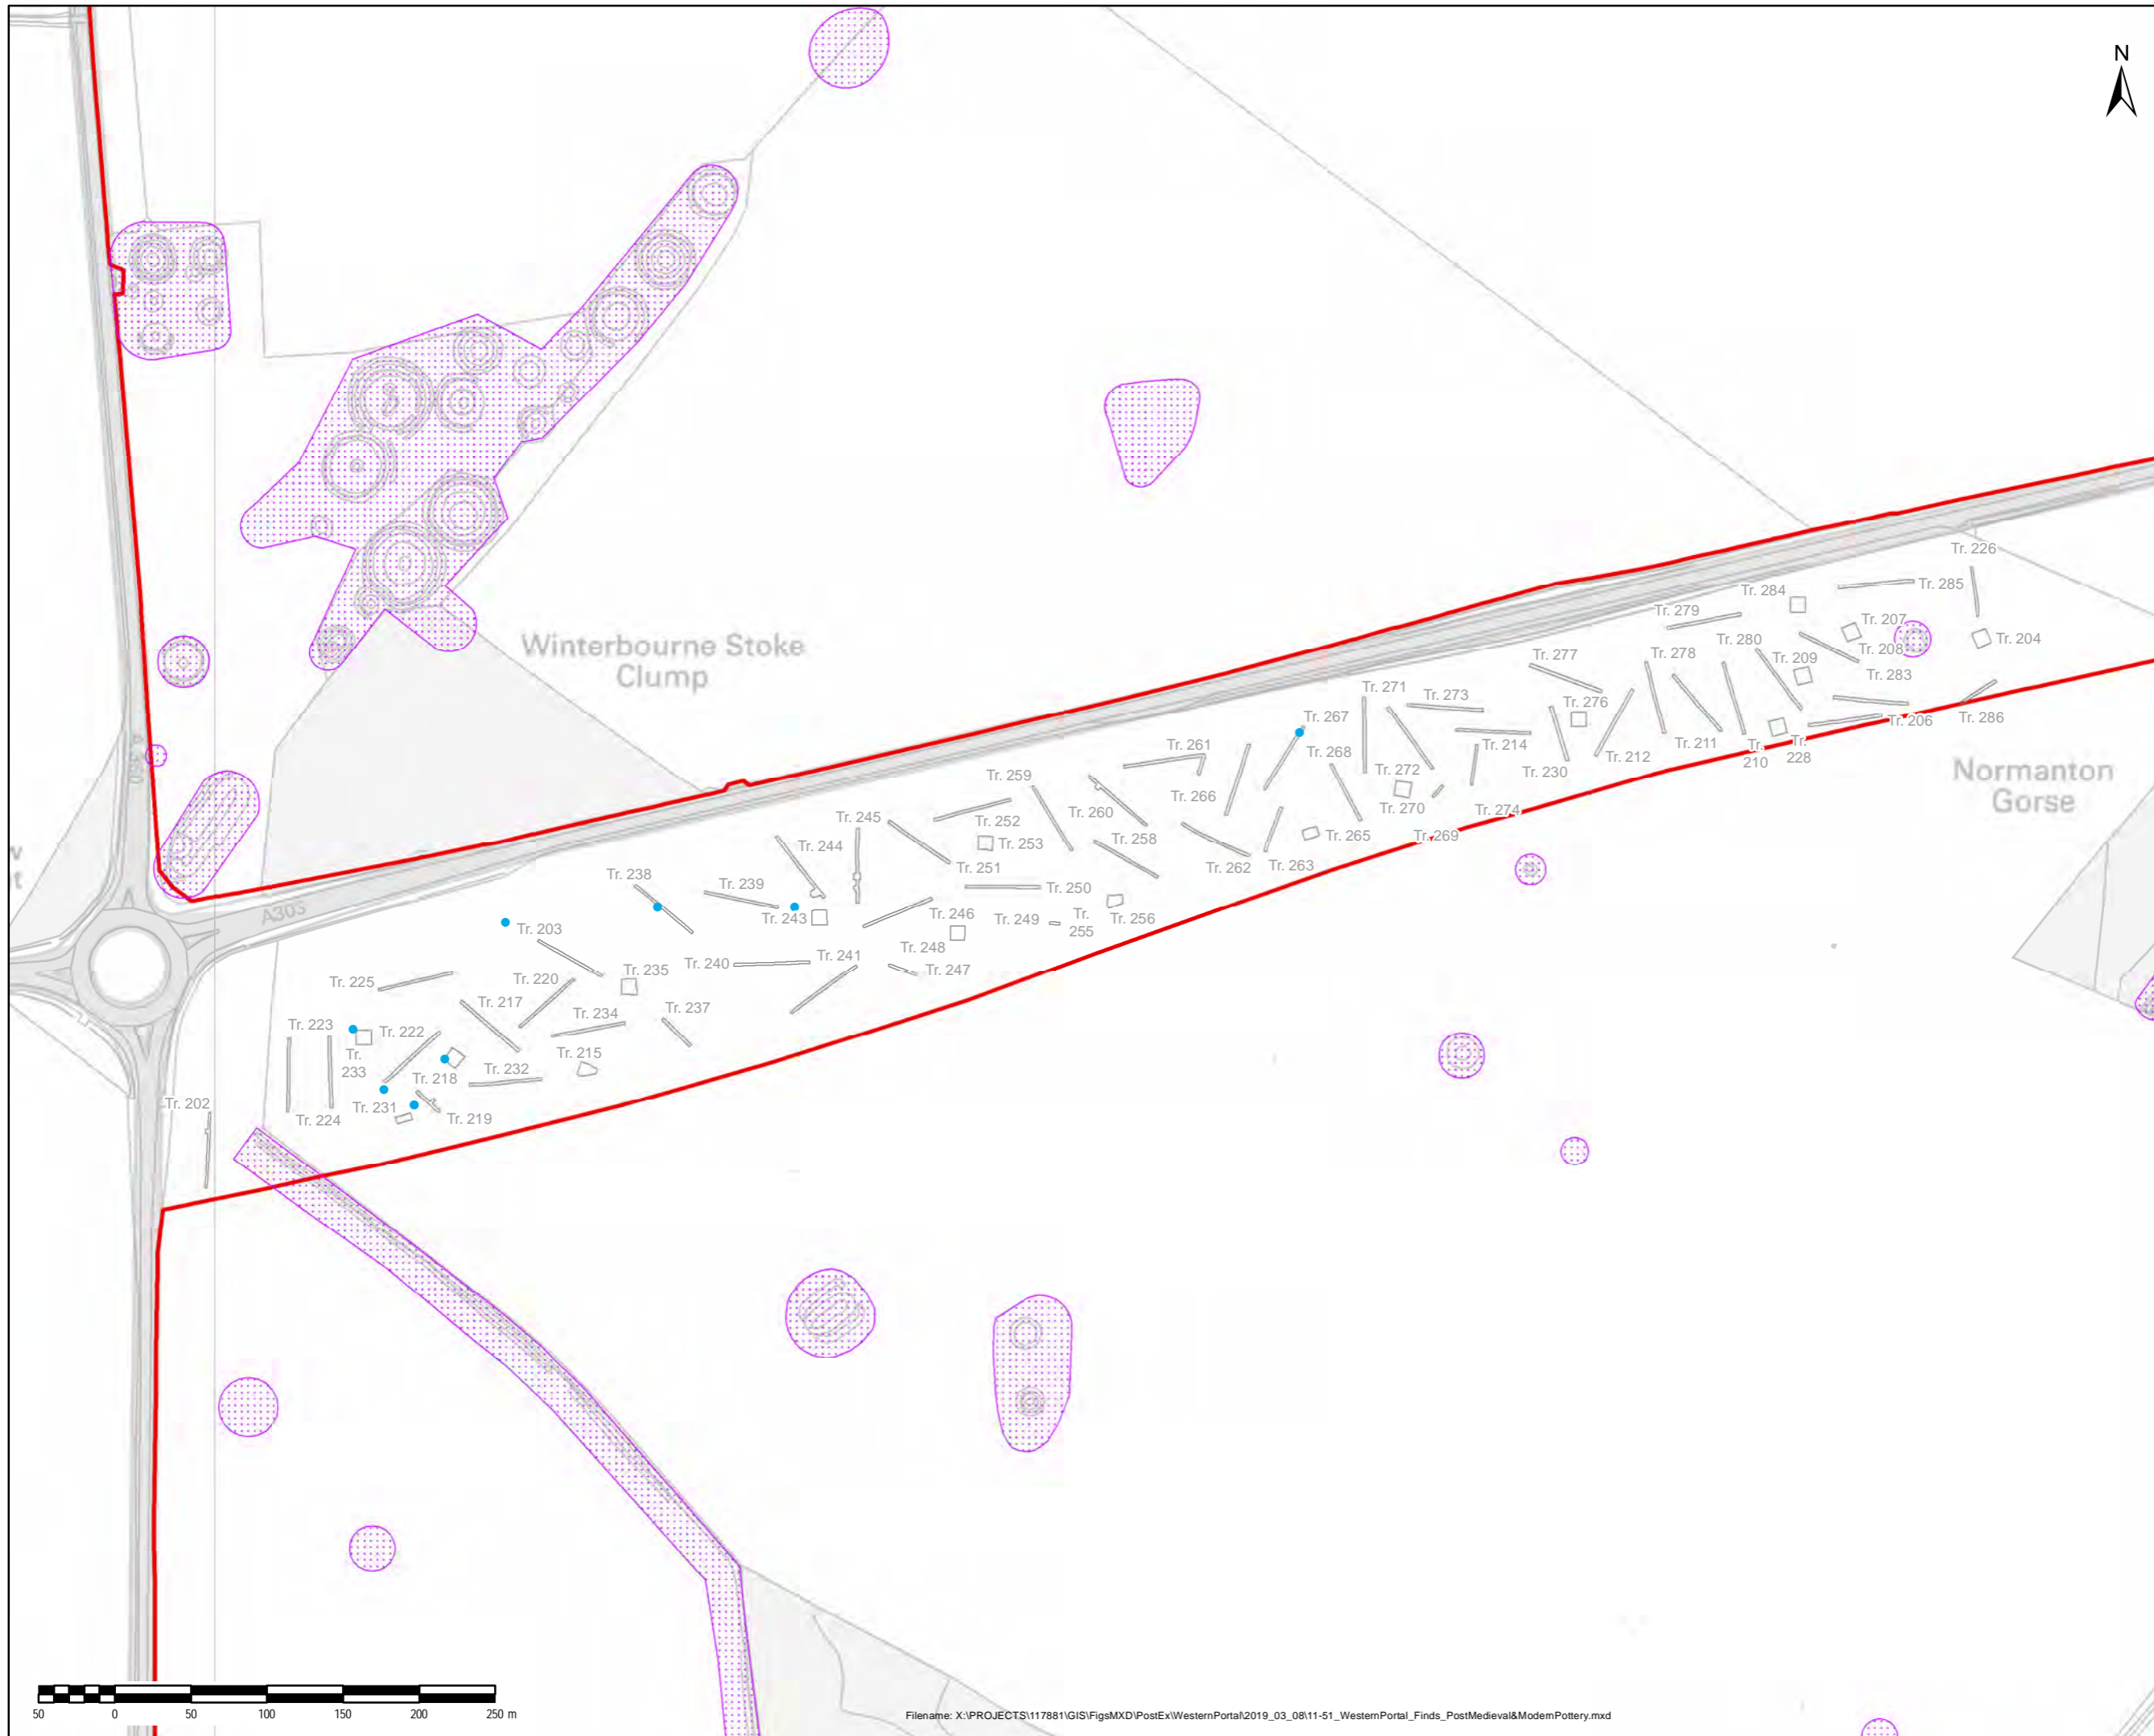 N
Tr. 226
Tr. 284
Tr. 285
Tr. 279
Tr. 207
Tr. 280
Tr. 208
Tr. 204
Winterbourne Stoke
Clump
Tr. 277
Tr. 278
Tr. 209
Tr. 283
Tr. 271
Tr. 273
Tr. 276
Tr. 267
Tr. 206
Tr. 286
Tr. 261
Tr. 268
Tr. 214
Tr. 230
Tr. 212
Tr. 211
Tr.
210
Tr.
228
A360
Normanton
Gorse
Tr. 259
Tr. 266
Tr. 272
Tr. 270
Tr. 274
Tr. 245
Tr. 252
Tr. 260
Tr. 244
Tr. 253
Tr. 258
Tr. 265
Tr. 269
Tr. 251
Tr. 262
Tr. 263
Tr. 238
Tr. 239
Tr. 250
A303
Tr. 243
Tr. 246
Tr. 249
Tr.
255
Tr. 256
Tr. 203
Tr. 248
Tr. 241
Tr. 240
Tr. 247
Tr. 235
Tr. 225
Tr. 220
Tr. 217
Tr. 234
Tr. 237
Tr. 223
Tr. 222
Tr.
233
Tr. 215
Tr. 232
Tr. 218
Tr. 202
Tr. 231
Tr. 224
Tr. 219
50 0 50 100 150 200 250 m
Filename: X:\PROJECTS\117881\GIS\FigsMXD\PostEx\WesternPortal\2019_03_08\11-51_WesternPortal_Finds_PostMedieval&ModernPottery.mxd